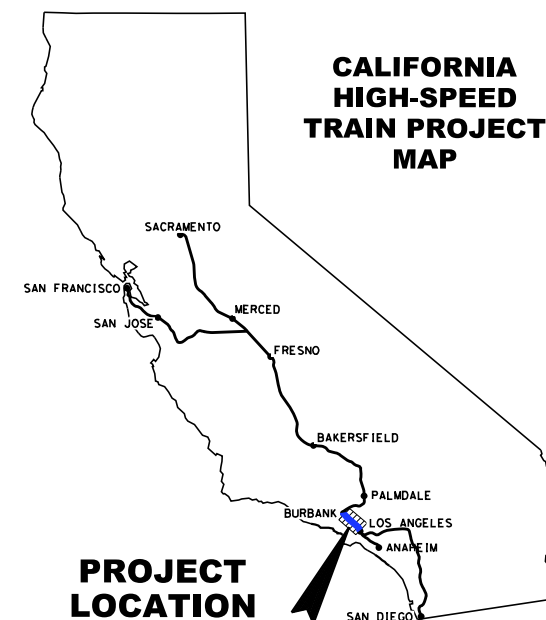 CALIFORNIA
HIGH-SPEED
TRAIN PROJECT
MAP
SACRAMENTO
SAN FRANCISCO
MERCED
SAN JOSE
FRESNO
BAKERSFIELD
PALMDALE
BURBANK
LOS ANGELES
ANAHEIM
PROJECT
LOCATION
SAN DIEGO